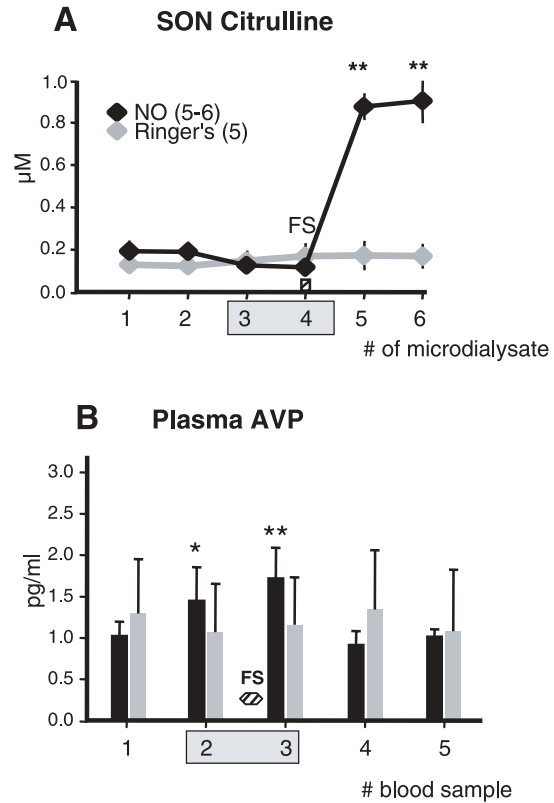 A SON Citrulline
1.0
0.8
0.6
0.4
0.2
0.0
µM
NO (5-6)
Ringer's (5)
** **
FS
1 2 3 4 5 6
# of microdialysate
B Plasma AVP
3.0
2.5
2.0
1.5
1.0
0.5
0.0
pg/ml
* **
FS
1 2 3 4 5
# blood sample